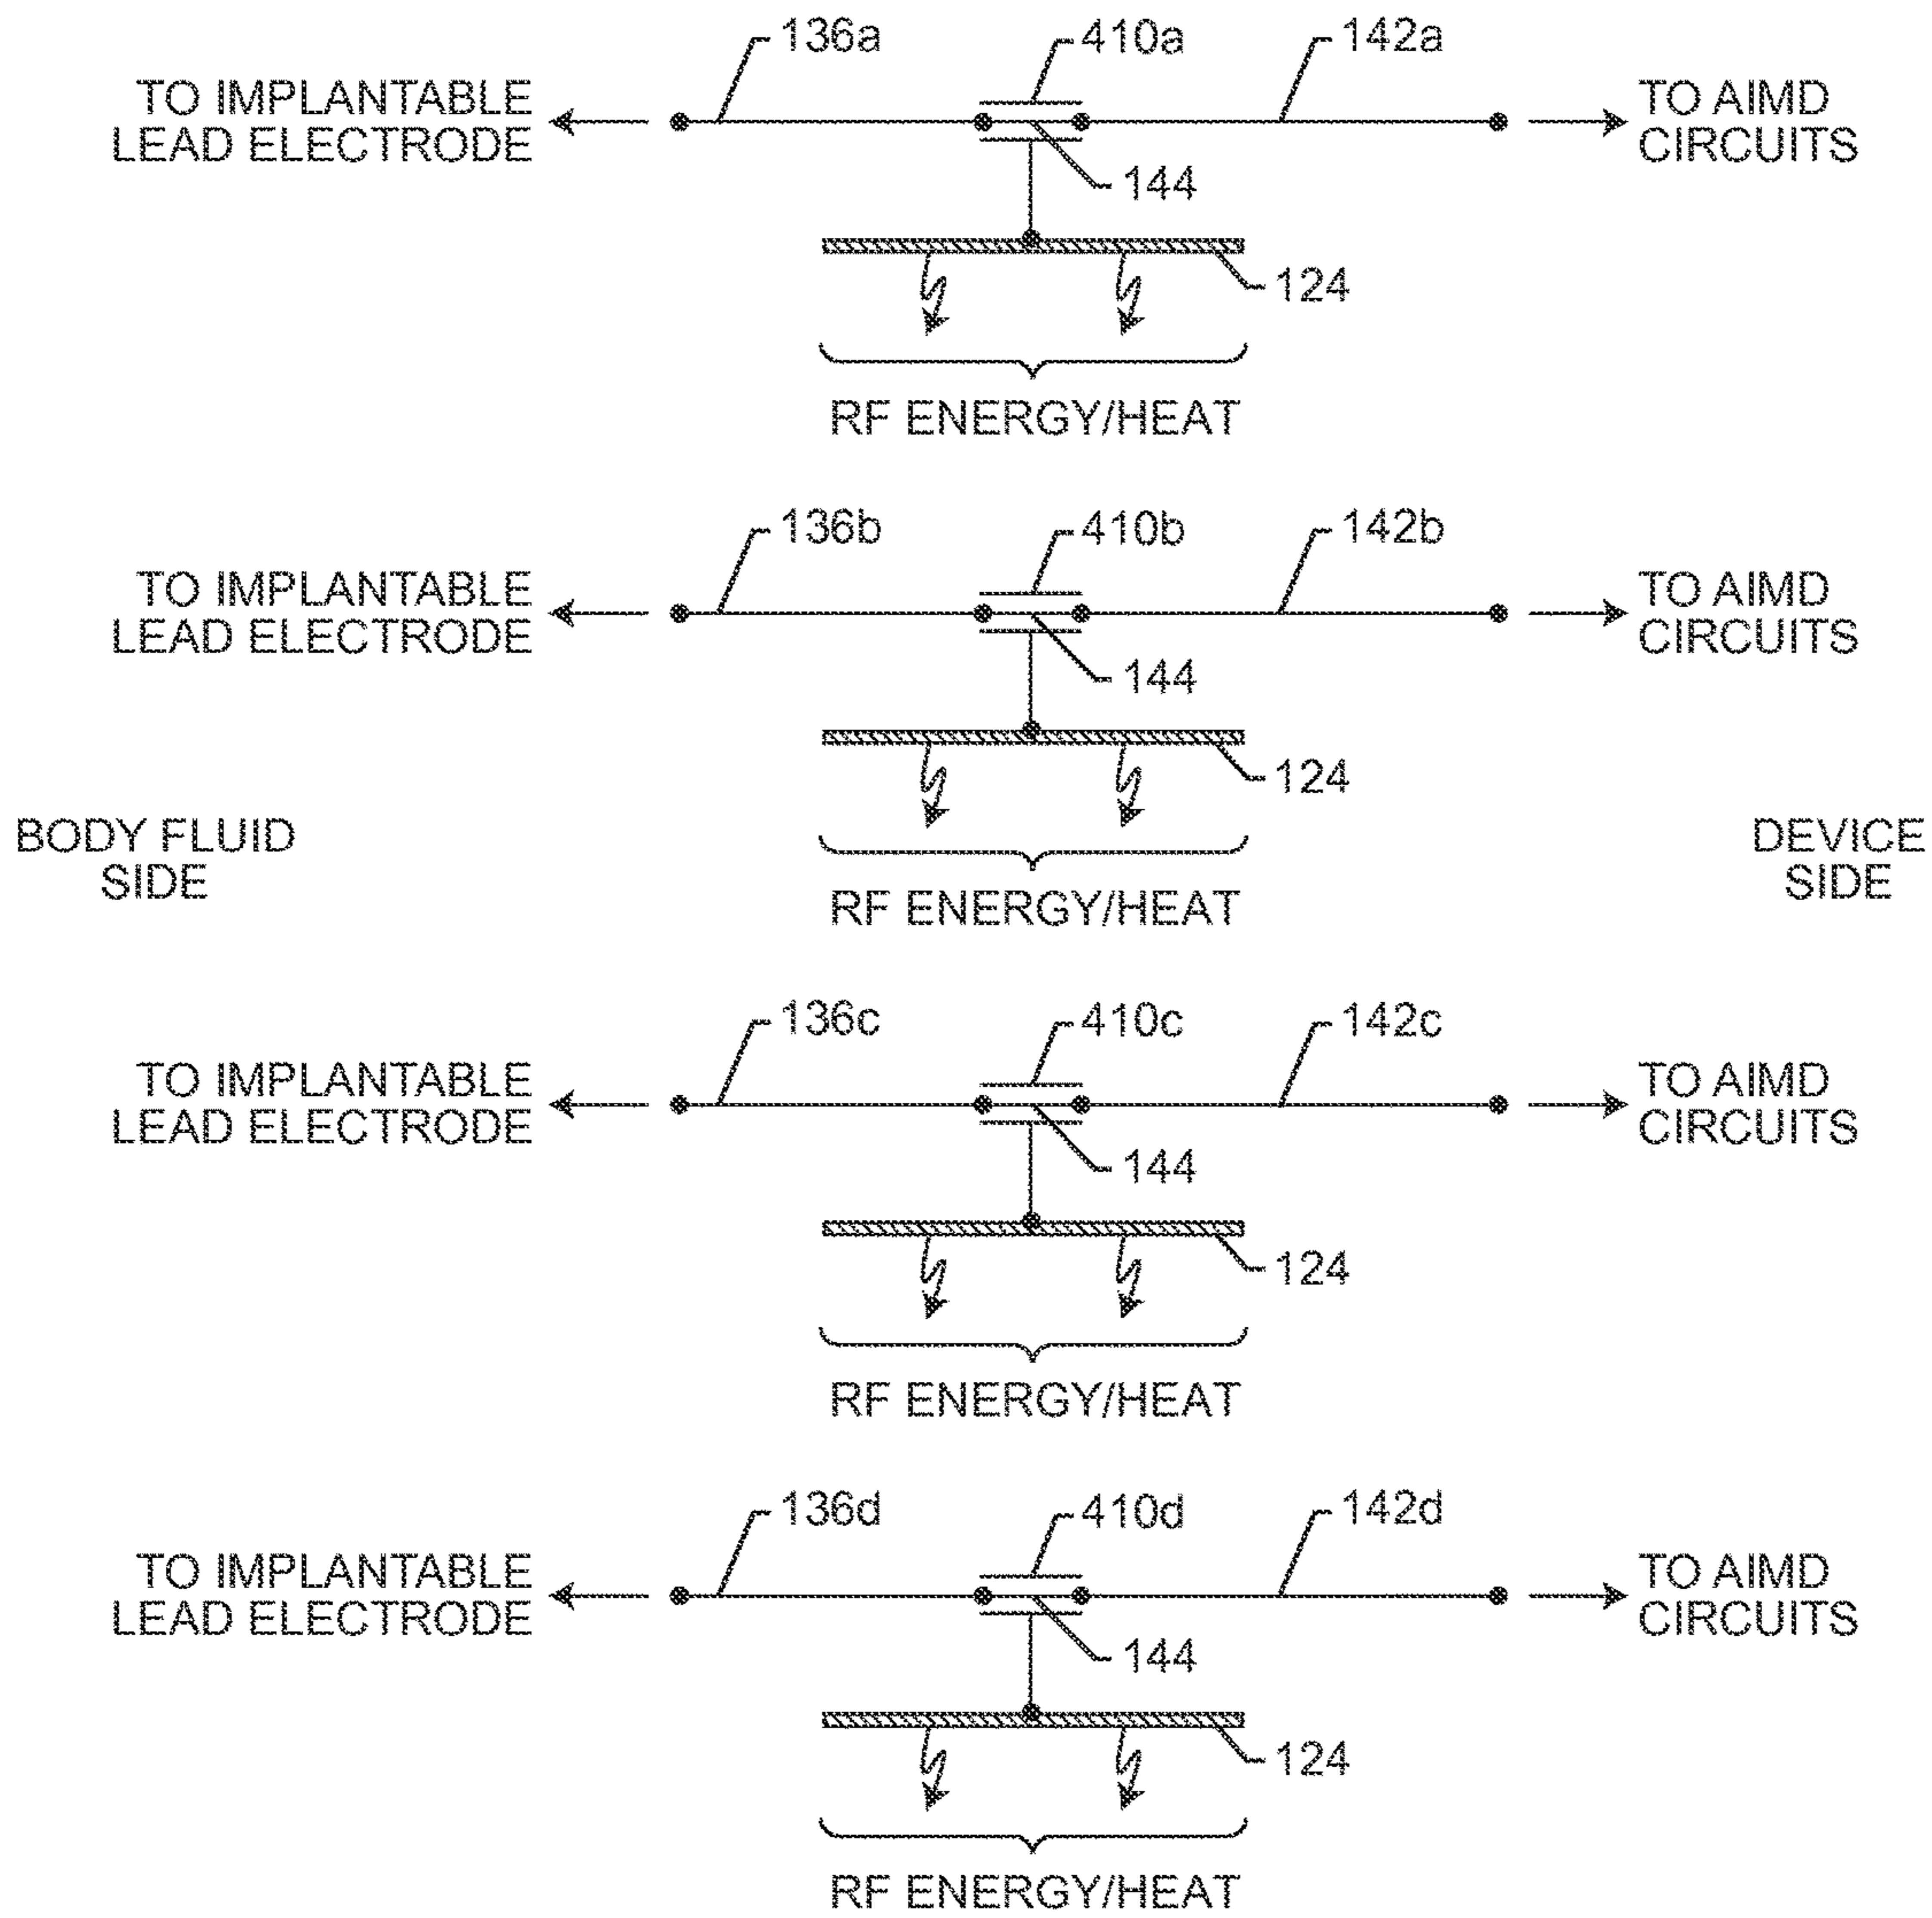 136a
410a
142a
TO IMPLANTABLE
LEAD ELECTRODE
TO AIMD
CIRCUITS
144
124
RF ENERGY/HEAT
136b
410b
142b
TO IMPLANTABLE
LEAD ELECTRODE
TO AIMD
CIRCUITS
144
124
BODY FLUID
SIDE
DEVICE
SIDE
RF ENERGY/HEAT
136c
410c
142c
TO IMPLANTABLE
LEAD ELECTRODE
TO AIMD
CIRCUITS
144
124
RF ENERGY/HEAT
136d
410d
142d
TO IMPLANTABLE
LEAD ELECTRODE
TO AIMD
CIRCUITS
144
124
RF ENERGY/HEAT